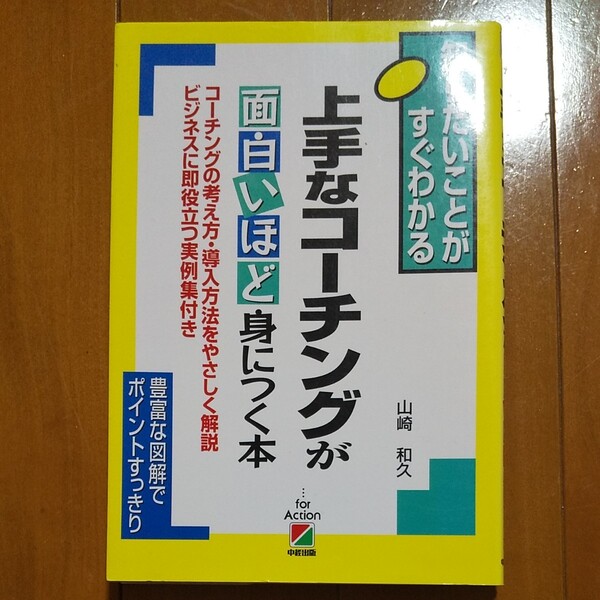 たいことが
すぐわかる
上手なコーチングが
面白いほど身につく本
コーチングの考え方・導入方法をやさしく解説
ビジネスに即役立つ実例集付き
山崎 和久
豊富な図解で
ポイントすっきり
…for
Action
中経出版